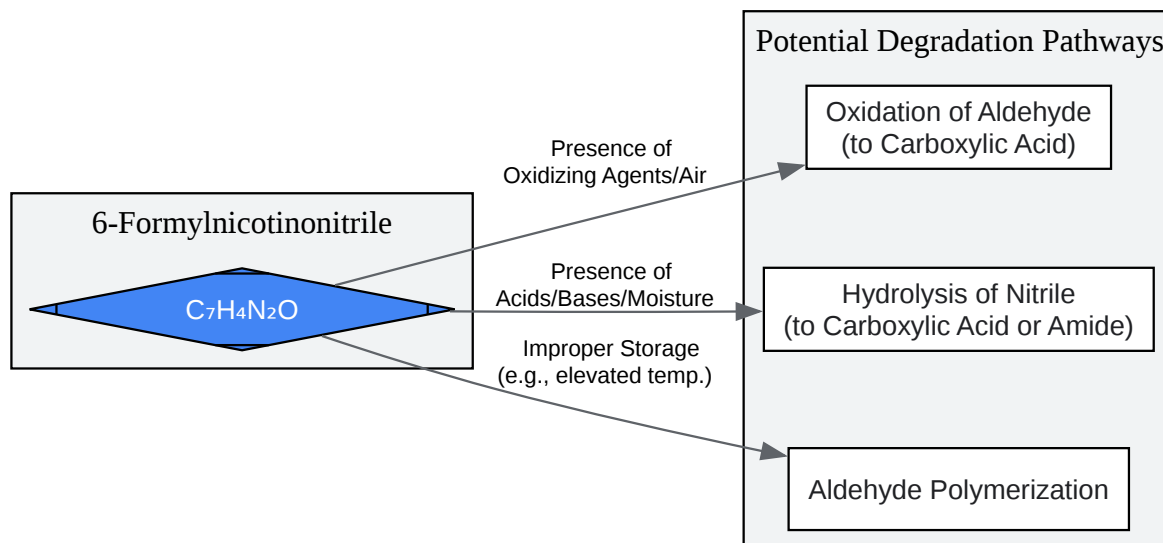 Potential Degradation Pathways
Oxidation of Aldehyde
(to Carboxylic Acid)
Presence of
Oxidizing Agents/Air
6-Formylnicotinonitrile
C₇H₄N₂O
Presence of
Acids/Bases/Moisture
Hydrolysis of Nitrile
(to Carboxylic Acid or Amide)
Improper Storage
(e.g., elevated temp.)
Aldehyde Polymerization